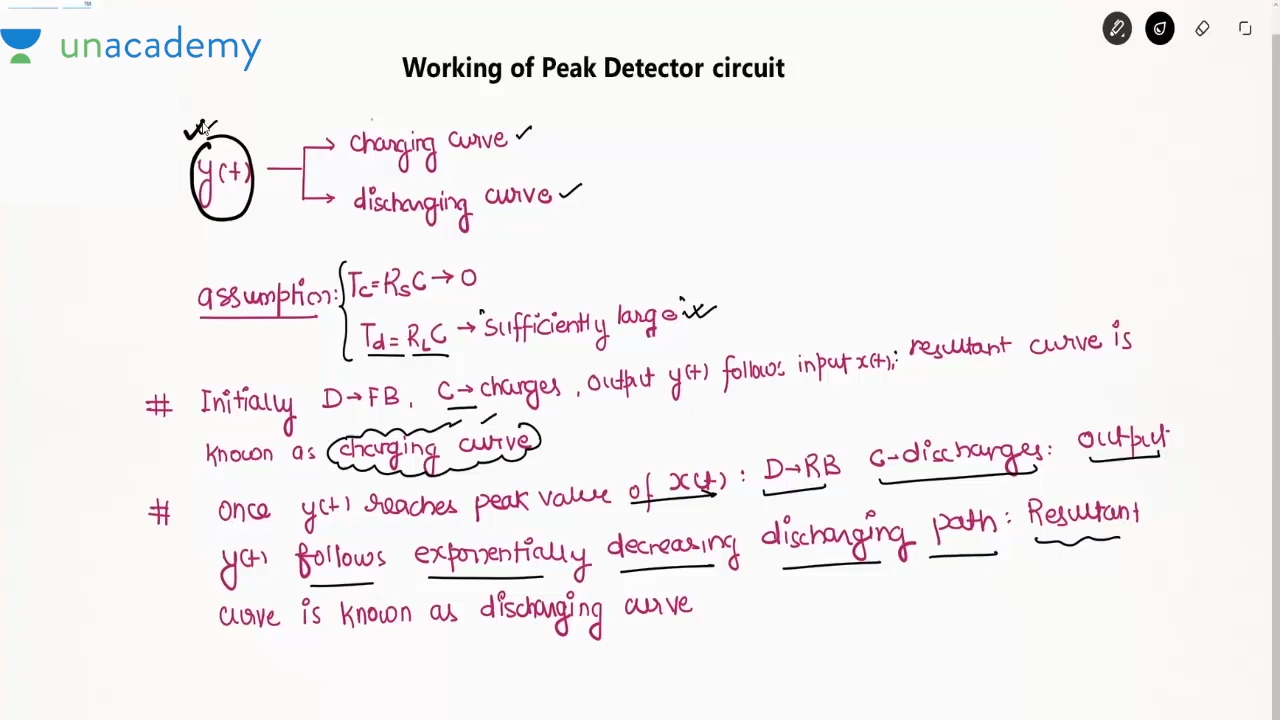 unacademy
Working of Peak Detector circuit
y(t)
charging curve ✓
discharging curve ✓
assumption: Tc = RsC → 0
Td = RLC → "sufficiently large"
# Initially D→FB, C→charges, output y(t) follows input x(t); resultant curve is
known as charging curve
# once y(t) reaches peak value of x(t): D→RB C→discharges: output
y(t) follows exponentially decreasing discharging path: Resultant
curve is known as discharging curve